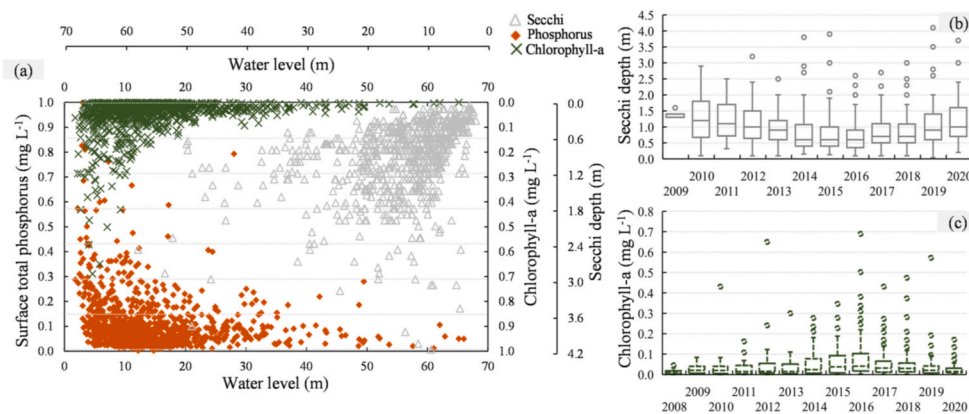 70 60 50 40 30 20 10 0
Water level (m)
Secchi
Phosphorus
Chlorophyll-a
(a)
Surface total phosphorus (mg L-1)
1.0
0.9
0.8
0.7
0.6
0.5
0.4
0.3
0.2
0.1
0.0
0 10 20 30 40 50 60 70
Water level (m)
0.0
0.1
0.2
0.3
0.4
0.5
0.6
0.7
0.8
0.9
1.0
Chlorophyll-a (mg L-1)
0.0
0.6
1.2
1.8
2.4
3.0
3.6
4.2
Secchi depth (m)
(b)
Secchi depth (m)
4.5
4.0
3.5
3.0
2.5
2.0
1.5
1.0
0.5
0.0
2010 2012 2014 2016 2018 2020
2009 2011 2013 2015 2017 2019
(c)
Chlorophyll-a (mg L-1)
0.8
0.7
0.6
0.5
0.4
0.3
0.2
0.1
0.0
2009 2011 2013 2015 2017 2019
2008 2010 2012 2014 2016 2018 2020